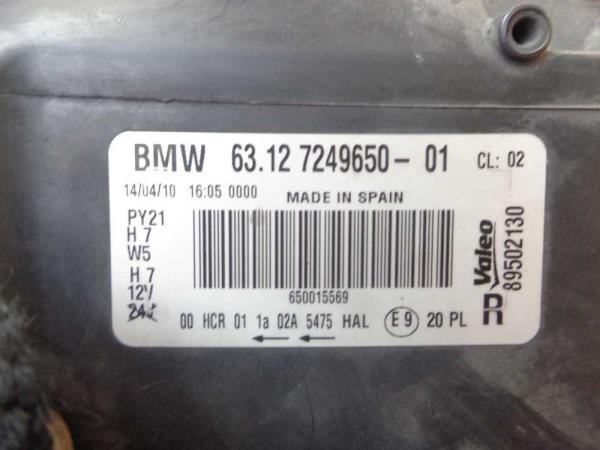 BMW 63.12 7249650 - 01 CL: 02
14/04/10 16:05 0000 MADE IN SPAIN
PY21
H 7
W5
H 7
12V/
24V
650015569
00 HCR 01 1a 02A 5475 HAL E9 20 PL
Valeo
89502130
R